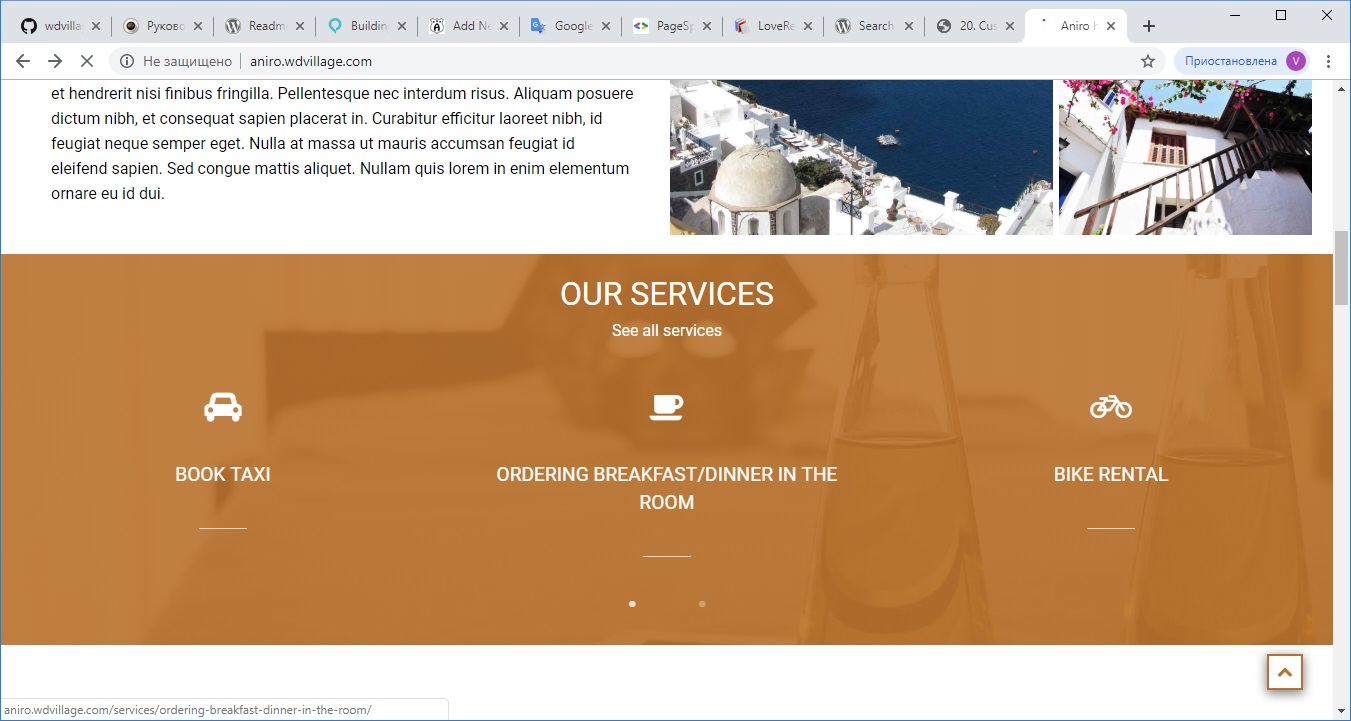 wdvilla
Руково
Readm
Building
Add Ne
Google
PageSp
LoveRe
Search
20. Cus
Aniro h
Не защищено
aniro.wdvillage.com
Приостановлена
V
et hendrerit nisi finibus fringilla. Pellentesque nec interdum risus. Aliquam posuere
dictum nibh, et consequat sapien placerat in. Curabitur efficitur laoreet nibh, id
feugiat neque semper eget. Nulla at massa ut mauris accumsan feugiat id
eleifend sapien. Sed congue mattis aliquet. Nullam quis lorem in enim elementum
ornare eu id dui.
OUR SERVICES
See all services
BOOK TAXI
ORDERING BREAKFAST/DINNER IN THE
ROOM
BIKE RENTAL
aniro.wdvillage.com/services/ordering-breakfast-dinner-in-the-room/